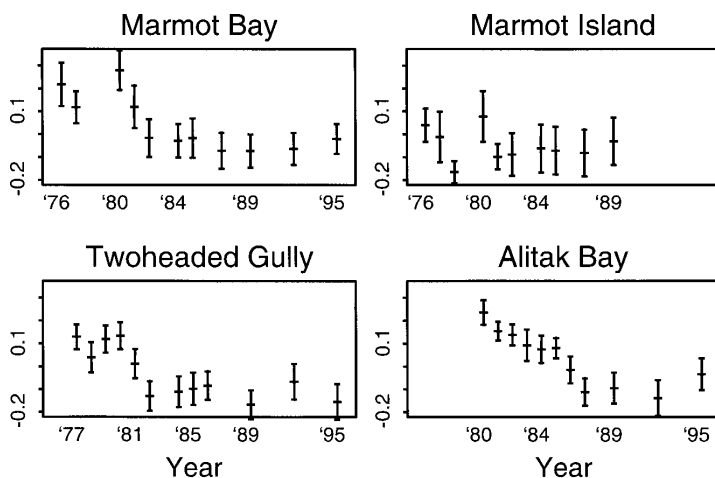 Marmot Bay
Marmot Island
0.1
-0.2
‘76 ‘80 ‘84 ‘89 ‘95
0.1
-0.2
‘76 ‘80 ‘84 ‘89
Twoheaded Gully
Alitak Bay
0.1
-0.2
‘77 ‘81 ‘85 ‘89 ‘95
0.1
-0.2
‘80 ‘84 ‘89 ‘95
Year
Year